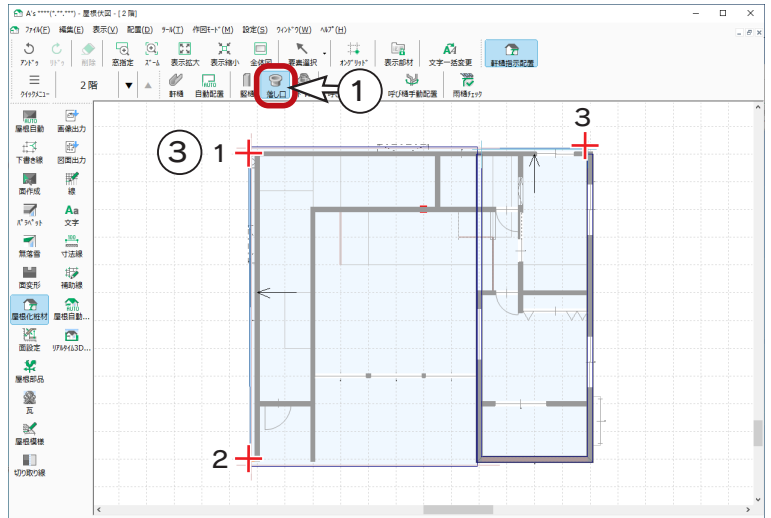 A's ****(*.**.***) - 屋根伏図 - [ 2 階 ]
ファイル(F) 編集(E) 表示(V) 配置(D) ツール(T) 作図モード(M) 設定(S) ウィンドウ(W) ヘルプ(H)
アンドゥ リドゥ 削除 窓指定 ズーム 表示拡大 表示縮小 全体図 要素選択 オングリッド 表示部材 文字一括変更 軒樋指示配置
クイックメニュー 2 階 軒樋 自動配置 竪樋 落し口 呼び樋手動配置 雨樋チェック
1
屋根自動 画像出力
下書き線 図面出力
面作成 線
パラペット 文字
無落雪 寸法線
面変形 補助線
屋根化粧材 屋根自動...
面設定 リアルタイム3D...
屋根部品
瓦
屋根模様
切り取り線
3 1
3
2